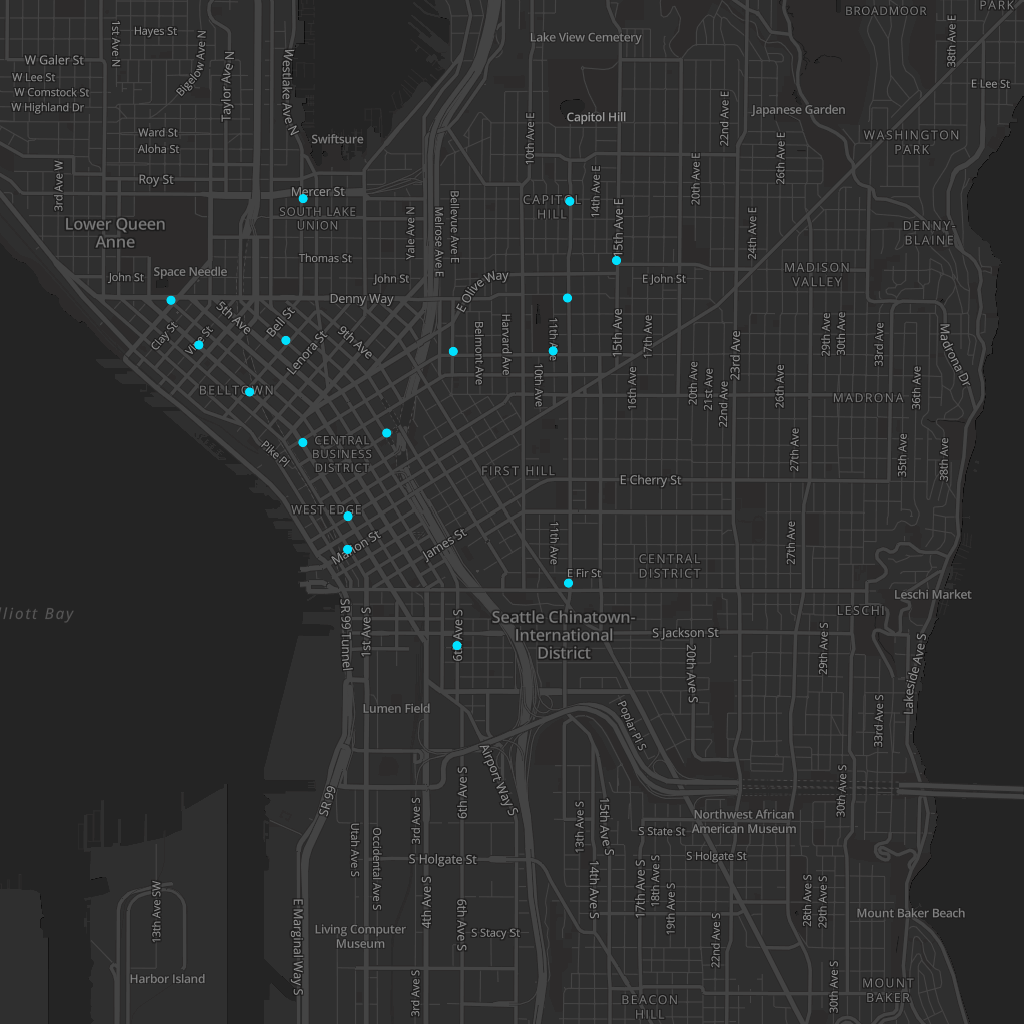 BROADMOOR
PARK
Hayes St
1st Ave N
Lake View Cemetery
38th Ave E
W Galer St
Bigelow Ave N
Taylor Ave N
Westlake Ave N
W Lee St
W Comstock St
W Highland Dr
E Lee St
Capitol Hill
22nd Ave E
Japanese Garden
Ward St
Aloha St
Swiftsure
10th Ave E
WASHINGTON
PARK
26th Ave E
3rd Ave W
Roy St
Mercer St
14th Ave E
20th Ave E
CAPITOL
HILL
SOUTH LAKE
UNION
Yale Ave N
Melrose Ave E
Bellevue Ave E
15th Ave E
24th Ave E
Lower Queen
Anne
DENNY-
BLAINE
Thomas St
John St
Space Needle
John St
E Olive Way
E John St
MADISON
VALLEY
Denny Way
Clay St
Vine St
5th Ave
Bell St
Lenora St
9th Ave
Belmont Ave
Harvard Ave
11th Ave
10th Ave
15th Ave
17th Ave
16th Ave
23rd Ave
29th Ave
30th Ave
33rd Ave
Madrona Dr
BELLTOWN
20th Ave
21st Ave
22nd Ave
26th Ave
36th Ave
MADRONA
Pike Pl
CENTRAL
BUSINESS
DISTRICT
27th Ave
35th Ave
38th Ave
FIRST HILL
E Cherry St
WEST EDGE
Marion St
James St
11th Ave
27th Ave
CENTRAL
DISTRICT
E Fir St
Leschi Market
LESCHI
lliott Bay
SR 99 Tunnel
1st Ave S
6th Ave S
Seattle Chinatown-
International
District
S Jackson St
20th Ave S
29th Ave S
Lakeside Ave S
Lumen Field
Poplar Pl S
33rd Ave S
Airport Way S
SR 99
6th Ave S
3rd Ave S
13th Ave S
15th Ave S
30th Ave S
Northwest African
American Museum
S State St
Utah Ave S
Occidental Ave S
S Holgate St
S Holgate St
4th Ave S
14th Ave S
17th Ave S
18th Ave S
19th Ave S
28th Ave S
29th Ave S
13th Ave SW
E Marginal Way S
Living Computer
Museum
6th Ave S
S Stacy St
22nd Ave S
Mount Baker Beach
Harbor Island
3rd Ave S
BEACON
HILL
30th Ave S
MOUNT
BAKER